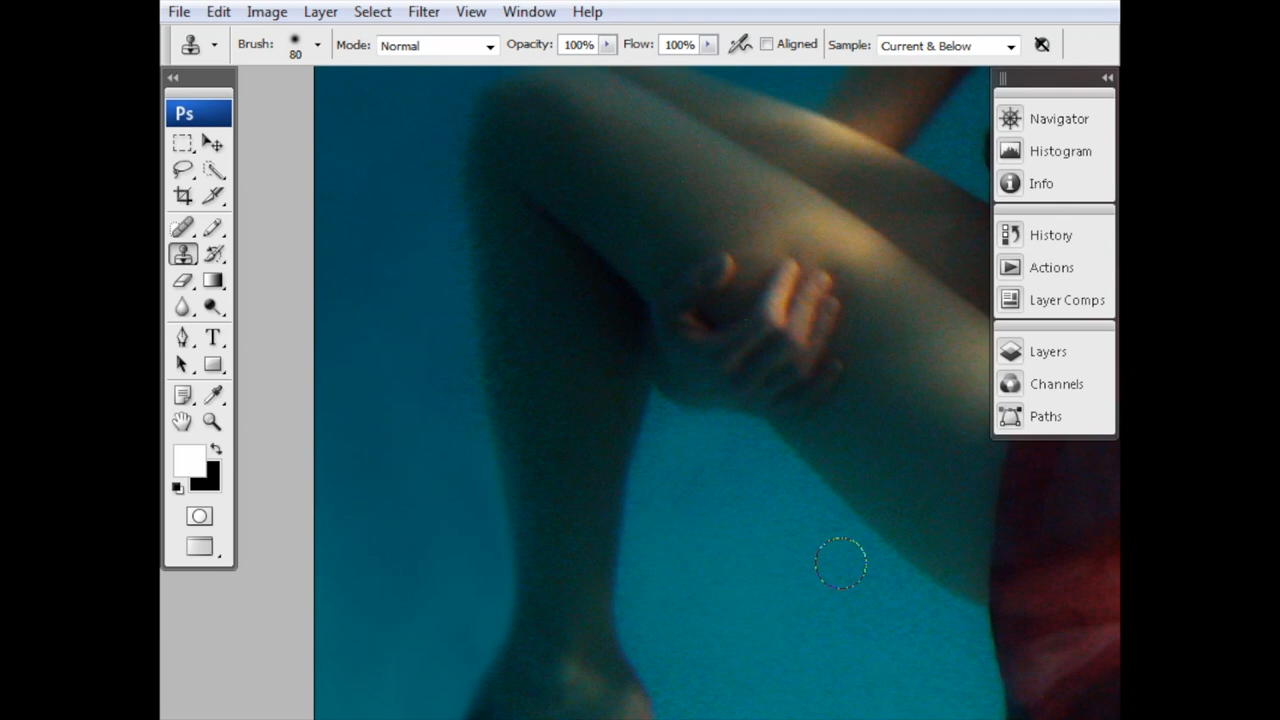 File Edit Image Layer Select Filter View Window Help
Brush: 80 Mode: Normal Opacity: 100% Flow: 100% Aligned Sample: Current & Below
Ps
T
Navigator
Histogram
Info
History
Actions
Layer Comps
Layers
Channels
Paths